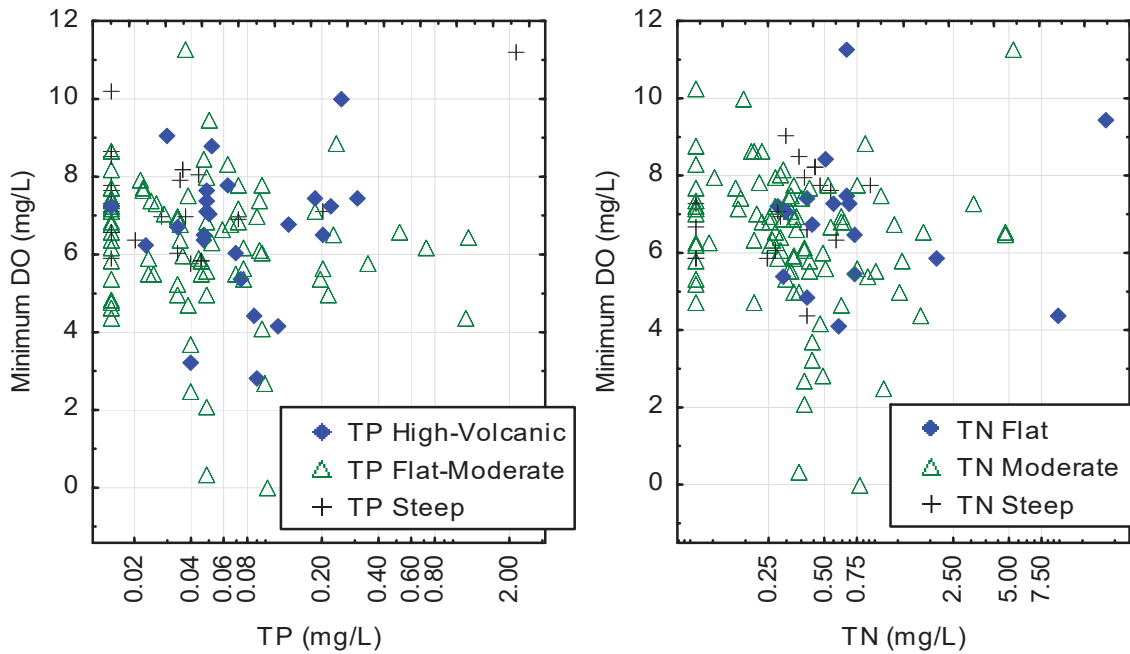 12
10
8
6
4
2
0
Minimum DO (mg/L)
0.02
0.04
0.06
0.08
0.20
0.40
0.60
0.80
2.00
TP (mg/L)
TP High-Volcanic
TP Flat-Moderate
TP Steep
12
10
8
6
4
2
0
Minimum DO (mg/L)
0.25
0.50
0.75
2.50
5.00
7.50
TN (mg/L)
TN Flat
TN Moderate
TN Steep